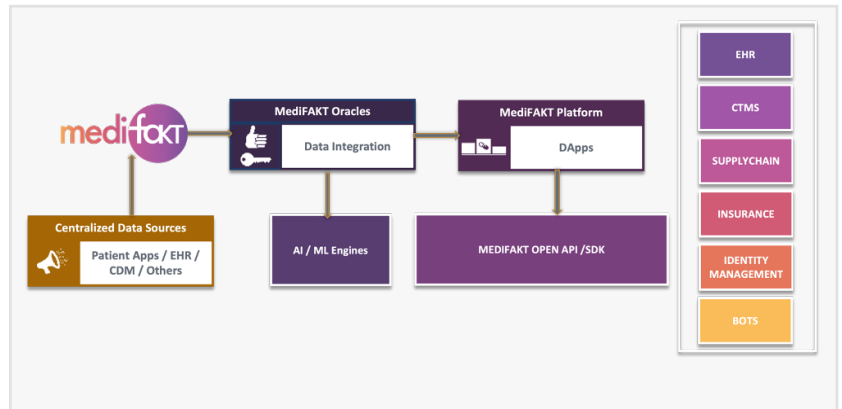 medifakt
MediFAKT Oracles
Data Integration
MediFAKT Platform
DApps
Centralized Data Sources
Patient Apps / EHR /
CDM / Others
AI / ML Engines
MEDIFAKT OPEN API /SDK
EHR
CTMS
SUPPLYCHAIN
INSURANCE
IDENTITY
MANAGEMENT
BOTS